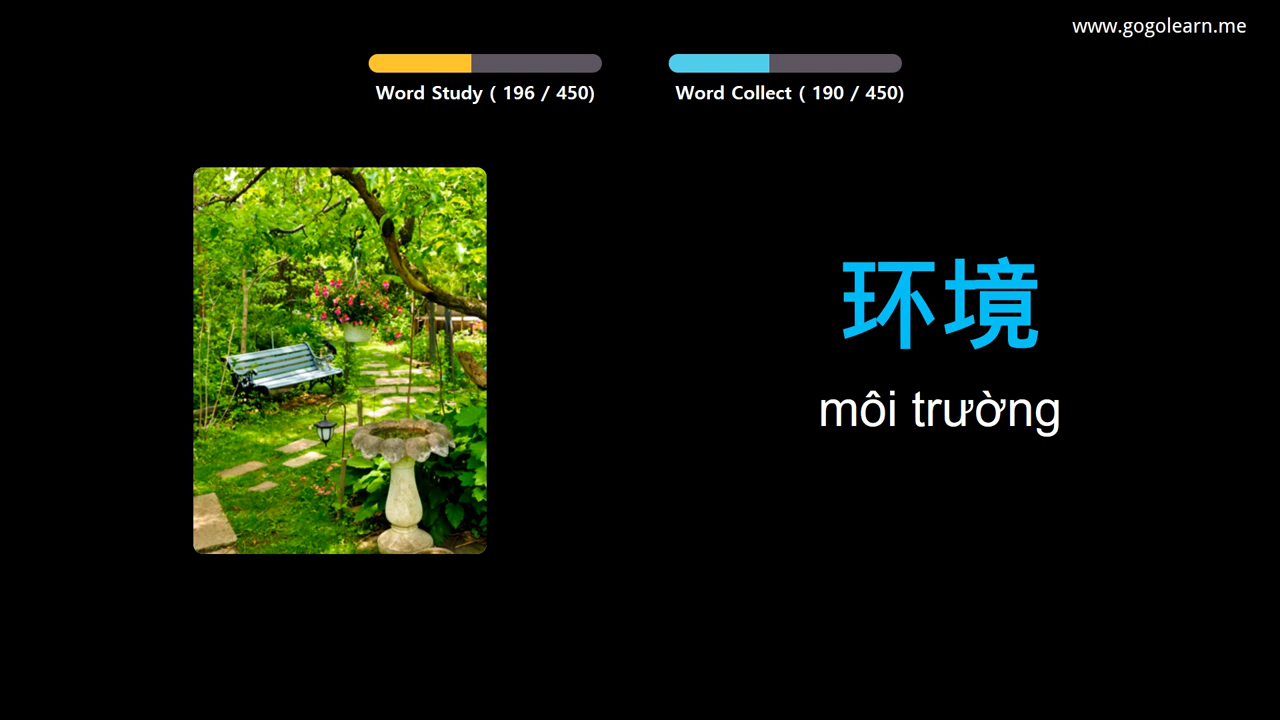 www.gogolearn.me
Word Study ( 196 / 450)
Word Collect ( 190 / 450)
环境
môi trường